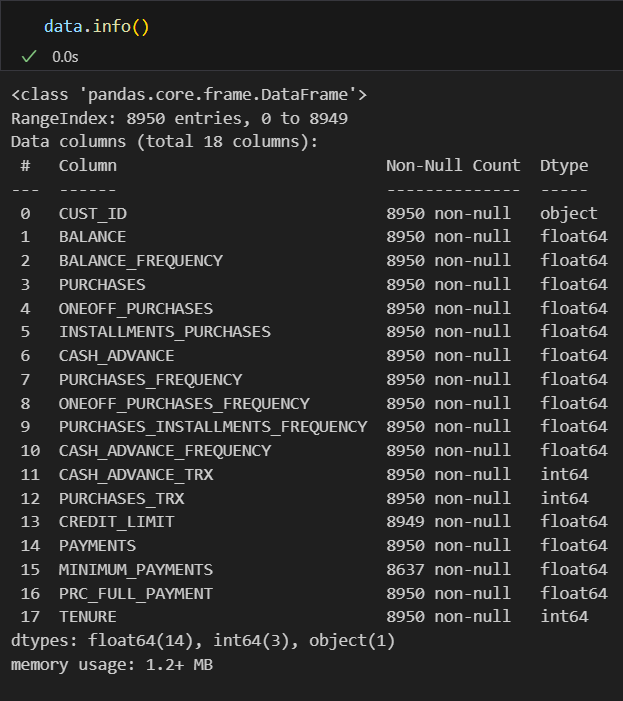 data.info()
0.0s
<class 'pandas.core.frame.DataFrame'>
RangeIndex: 8950 entries, 0 to 8949
Data columns (total 18 columns):
 #   Column                            Non-Null Count  Dtype
---  ------                            --------------  -----
 0   CUST_ID                           8950 non-null   object
 1   BALANCE                           8950 non-null   float64
 2   BALANCE_FREQUENCY                 8950 non-null   float64
 3   PURCHASES                         8950 non-null   float64
 4   ONEOFF_PURCHASES                  8950 non-null   float64
 5   INSTALLMENTS_PURCHASES            8950 non-null   float64
 6   CASH_ADVANCE                      8950 non-null   float64
 7   PURCHASES_FREQUENCY               8950 non-null   float64
 8   ONEOFF_PURCHASES_FREQUENCY        8950 non-null   float64
 9   PURCHASES_INSTALLMENTS_FREQUENCY  8950 non-null   float64
 10  CASH_ADVANCE_FREQUENCY            8950 non-null   float64
 11  CASH_ADVANCE_TRX                  8950 non-null   int64
 12  PURCHASES_TRX                     8950 non-null   int64
 13  CREDIT_LIMIT                      8949 non-null   float64
 14  PAYMENTS                          8950 non-null   float64
 15  MINIMUM_PAYMENTS                  8637 non-null   float64
 16  PRC_FULL_PAYMENT                  8950 non-null   float64
 17  TENURE                            8950 non-null   int64
dtypes: float64(14), int64(3), object(1)
memory usage: 1.2+ MB